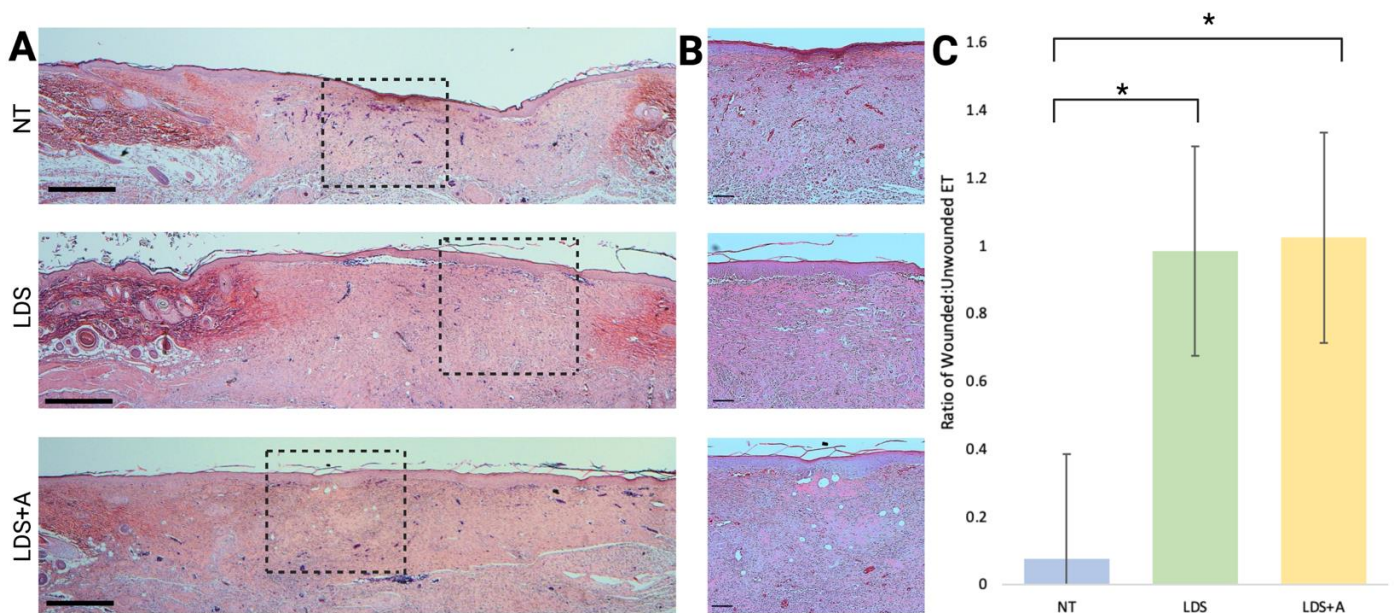 A
NT
LDS
LDS+A
B
C
*
*
Ratio of Wounded:Unwounded ET
1.6
1.4
1.2
1
0.8
0.6
0.4
0.2
0
NT
LDS
LDS+A